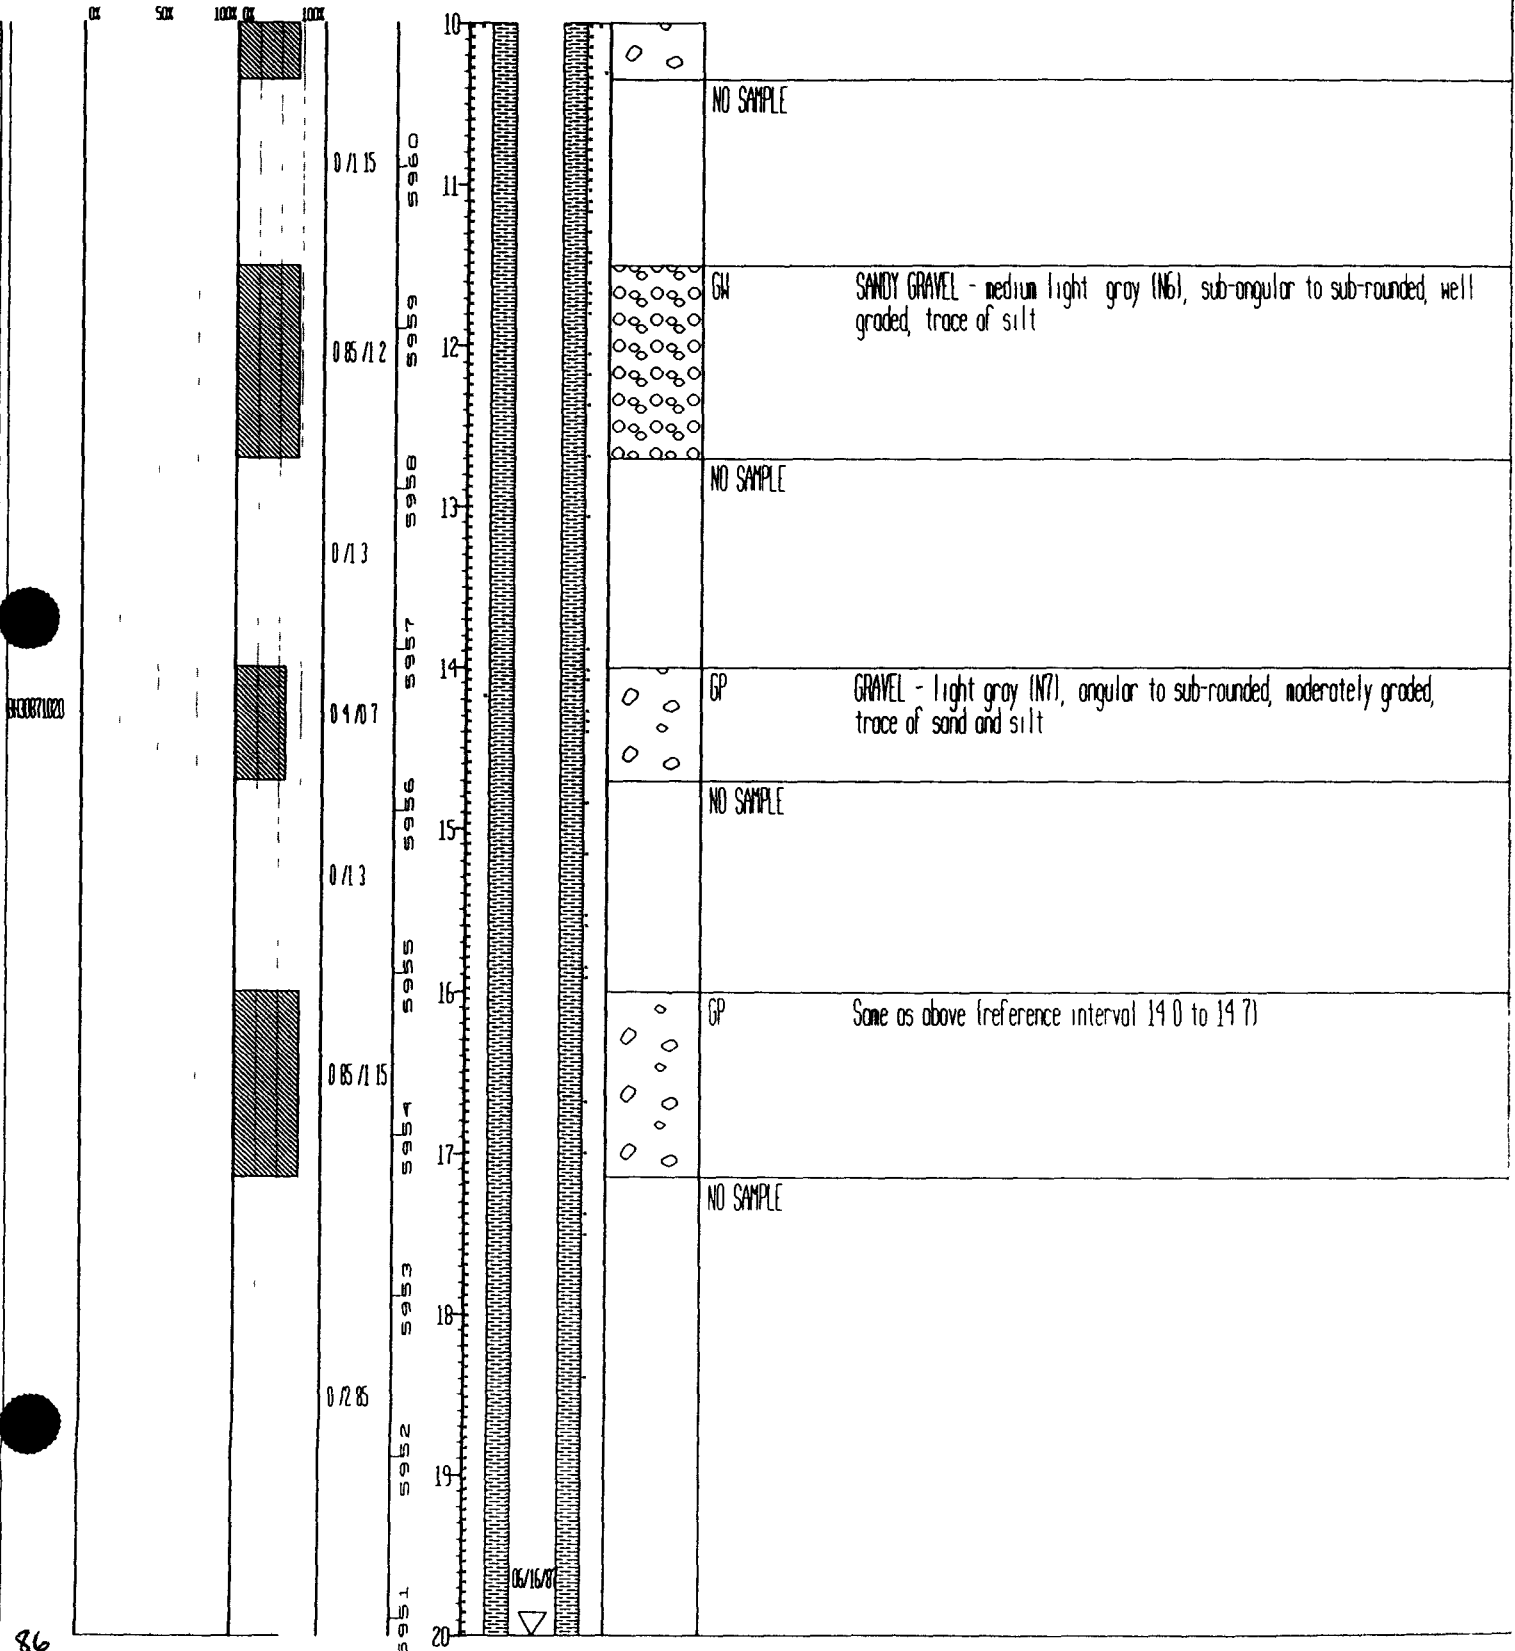 0% 50% 100% 0% 100%
10
NO SAMPLE
0 /1 15
5960
11
GW SANDY GRAVEL - medium light gray (N6), sub-angular to sub-rounded, well
graded, trace of silt
5959
12
0 85 /1 2
NO SAMPLE
5958
13
0 /1 3
5957
14
GP GRAVEL - light gray (N7), angular to sub-rounded, moderately graded,
trace of sand and silt
BH30871020
0 4 /0 7
NO SAMPLE
5956
15
0 /1 3
5955
16
GP Same as above (reference interval 14 0 to 14 7)
0 85 /1 15
5954
17
NO SAMPLE
5953
18
0 /2 85
5952
19
06/16/87
5951
20
86